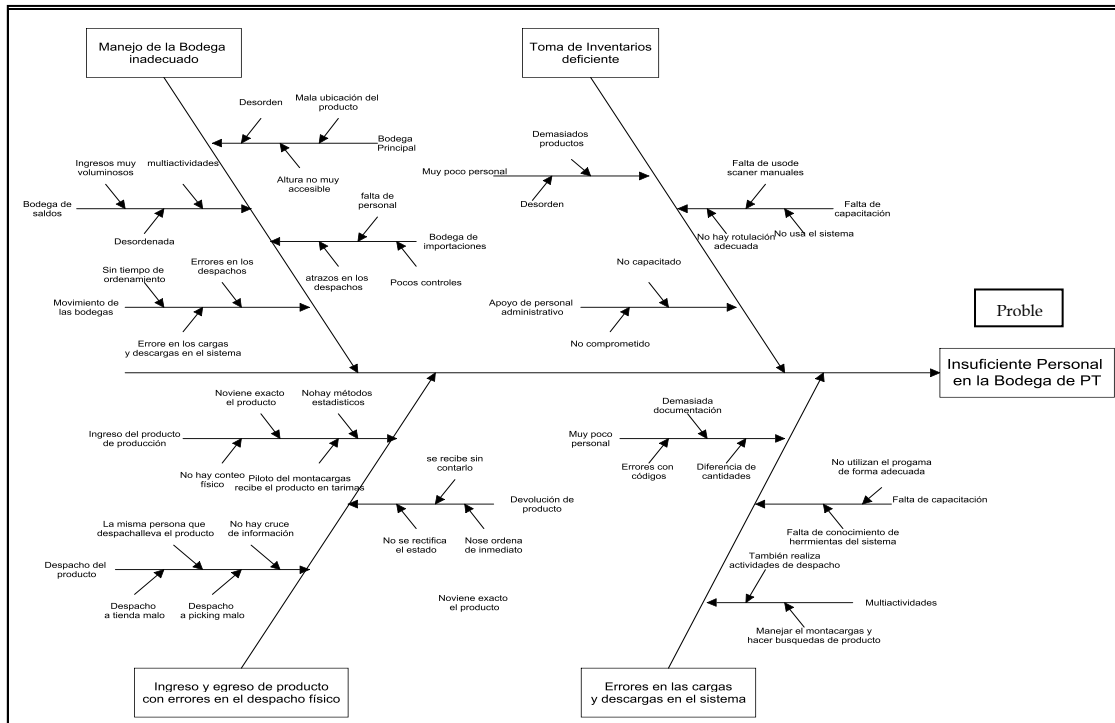 Manejo de la Bodega
inadecuado
Toma de Inventarios
deficiente
Desorden
Mala ubicación del
producto
Bodega
Principal
Altura no muy
accesible
Ingresos muy
voluminosos
multiactividades
Bodega de
saldos
Desordenada
falta de
personal
Bodega de
importaciones
atrazos en los
despachos
Pocos controles
Sin tiempo de
ordenamiento
Errores en los
despachos
Movimiento de
las bodegas
Errore en los cargas
y descargas en el sistema
Demasiados
productos
Muy poco personal
Desorden
Falta de usode
scaner manuales
Falta de
capacitación
No hay rotulación
adecuada
No usa el sistema
No capacitado
Apoyo de personal
administrativo
No comprometido
Proble
Insuficiente Personal
en la Bodega de PT
Noviene exacto
el producto
Nohay métodos
estadisticos
Ingreso del producto
de producción
No hay conteo
físico
Piloto del montacargas
recibe el producto en tarimas
se recibe sin
contarlo
Devolución de
producto
No se rectifica
el estado
Nose ordena
de inmediato
La misma persona que
despachalleva el producto
No hay cruce
de información
Despacho del
producto
Despacho
a tienda malo
Despacho
a picking malo
Noviene exacto
el producto
Demasiada
documentación
Muy poco
personal
Errores con
códigos
Diferencia de
cantidades
No utilizan el progama
de forma adecuada
Falta de capacitación
Falta de conocimiento de
herrmientas del sistema
También realiza
actividades de despacho
Multiactividades
Manejar el montacargas y
hacer busquedas de producto
Ingreso y egreso de producto
con errores en el despacho físico
Errores en las cargas
y descargas en el sistema